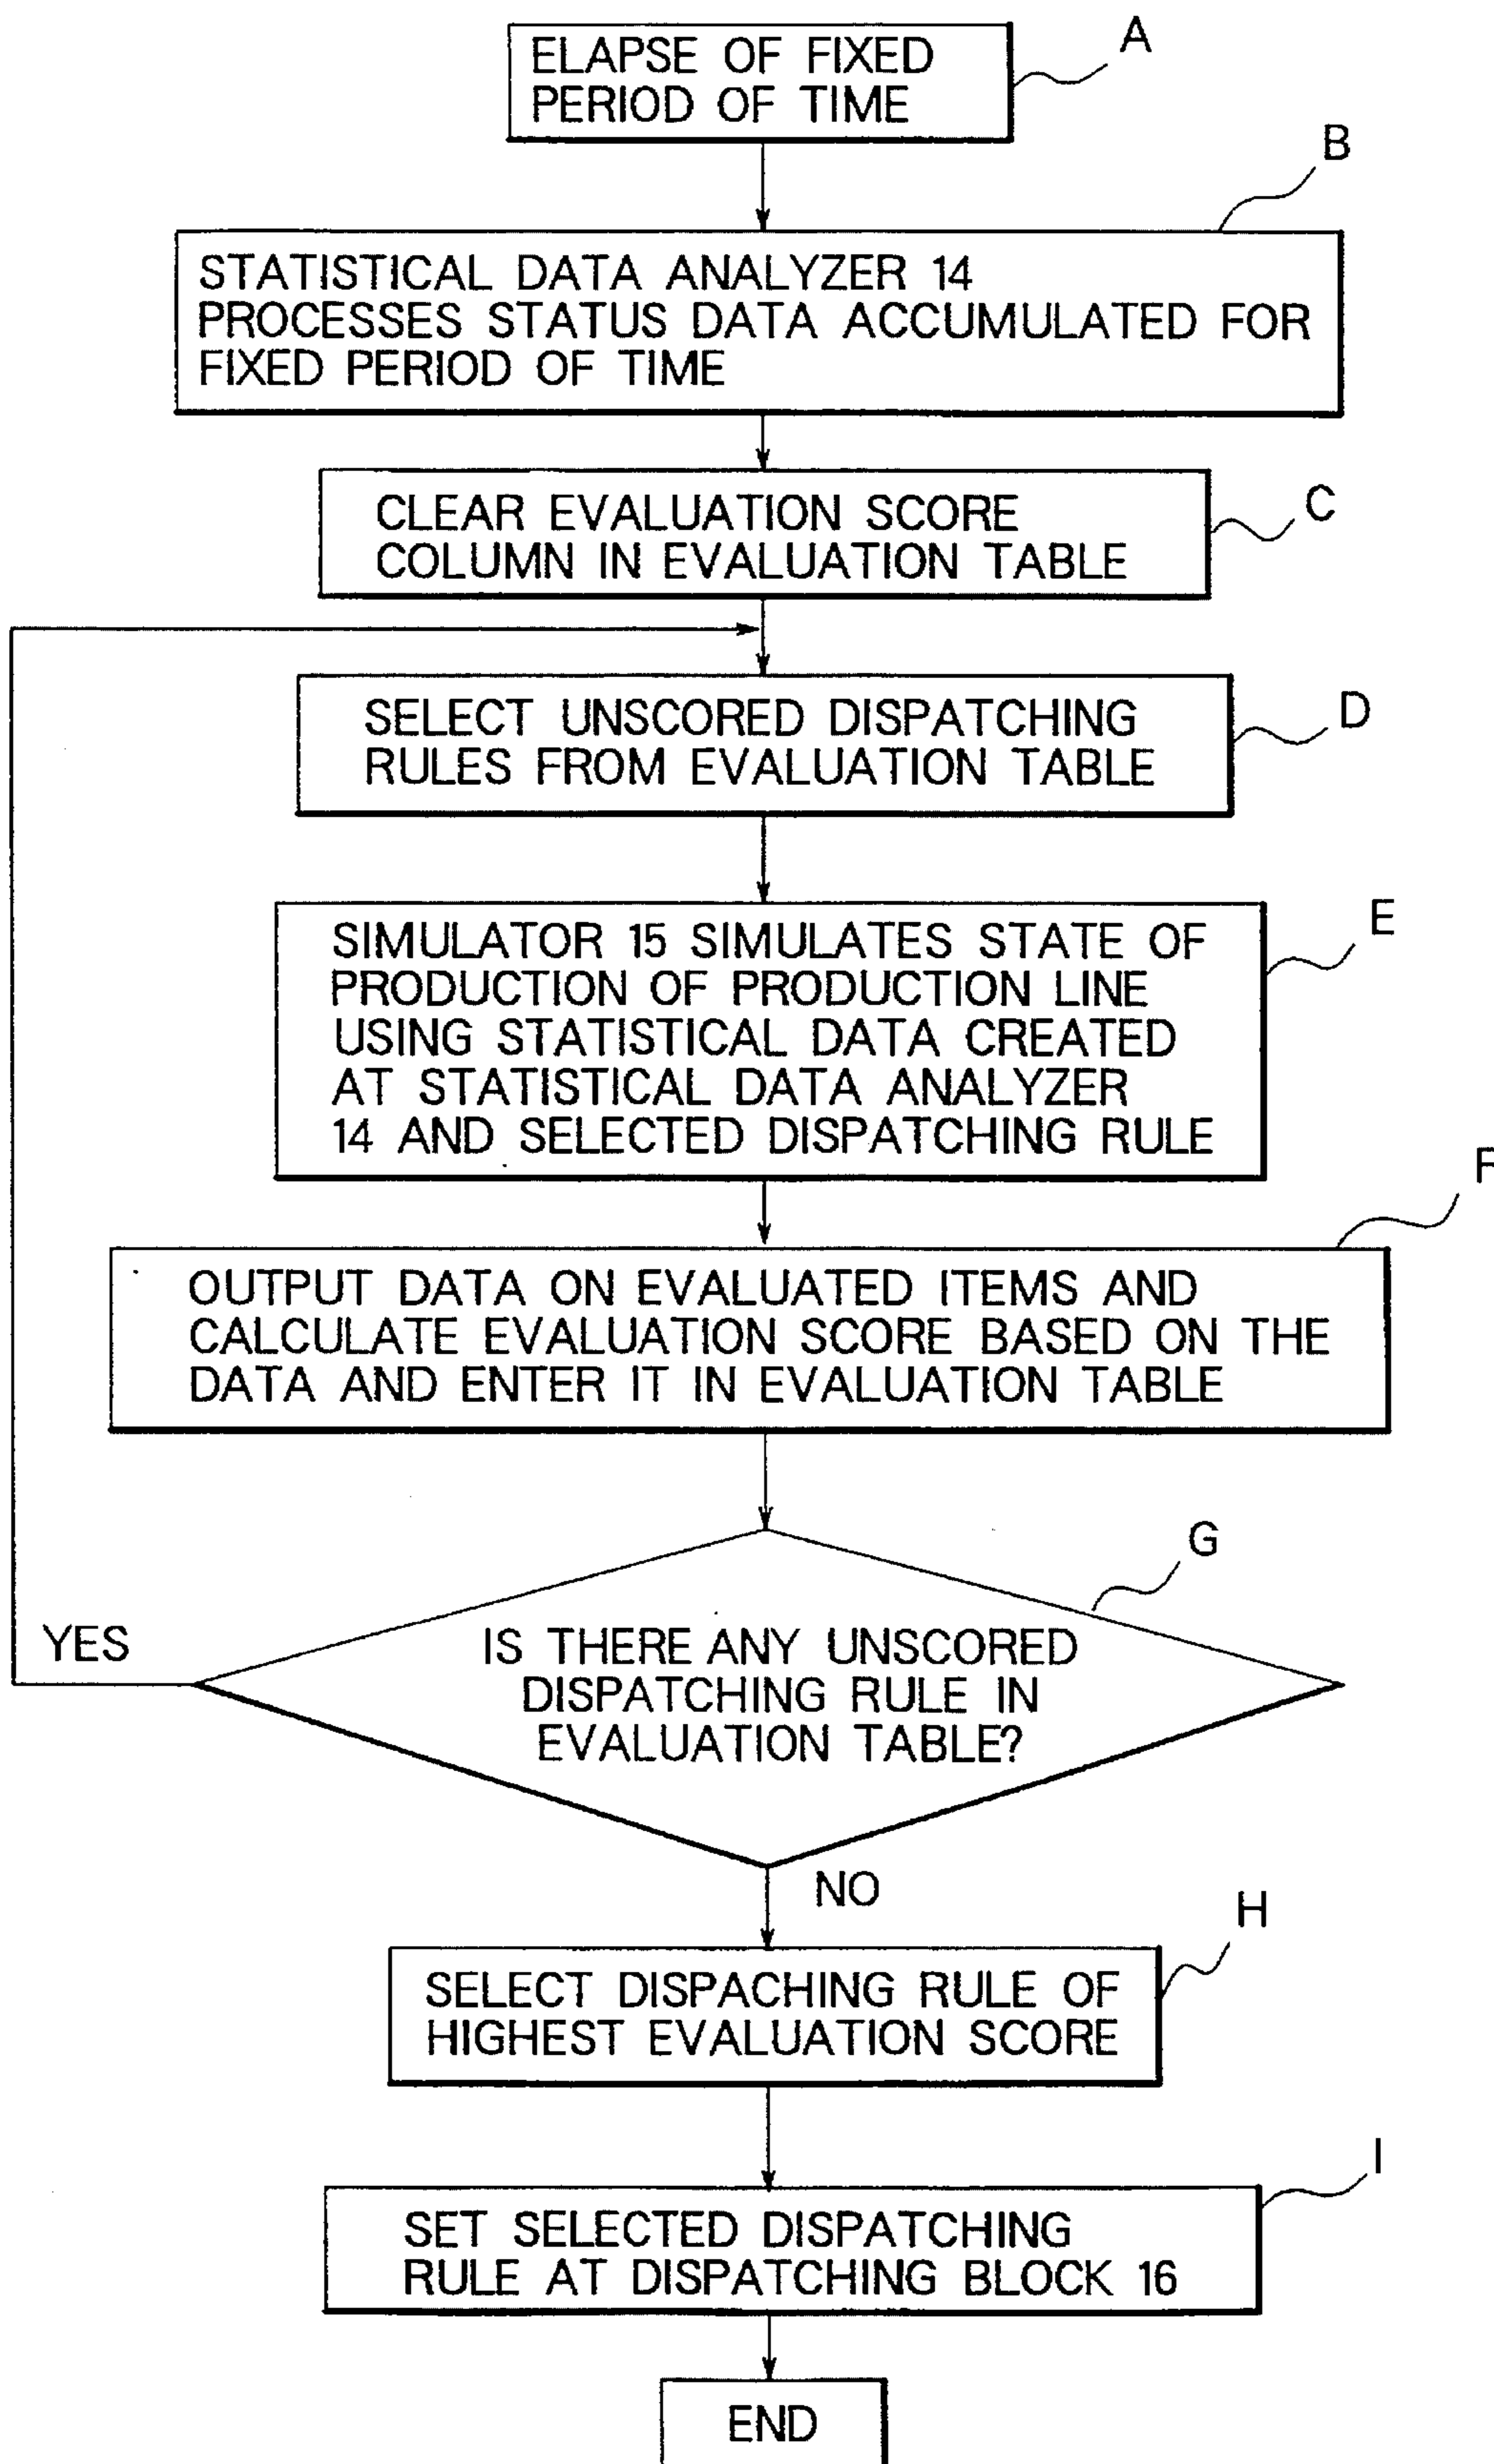 A
ELAPSE OF FIXED
PERIOD OF TIME
B
STATISTICAL DATA ANALYZER 14
PROCESSES STATUS DATA ACCUMULATED FOR
FIXED PERIOD OF TIME
C
CLEAR EVALUATION SCORE
COLUMN IN EVALUATION TABLE
D
SELECT UNSCORED DISPATCHING
RULES FROM EVALUATION TABLE
E
SIMULATOR 15 SIMULATES STATE OF
PRODUCTION OF PRODUCTION LINE
USING STATISTICAL DATA CREATED
AT STATISTICAL DATA ANALYZER
14 AND SELECTED DISPATCHING RULE
F
OUTPUT DATA ON EVALUATED ITEMS AND
CALCULATE EVALUATION SCORE BASED ON THE
DATA AND ENTER IT IN EVALUATION TABLE
G
YES
IS THERE ANY UNSCORED
DISPATCHING RULE IN
EVALUATION TABLE?
NO
H
SELECT DISPACHING RULE OF
HIGHEST EVALUATION SCORE
I
SET SELECTED DISPATCHING
RULE AT DISPATCHING BLOCK 16
END